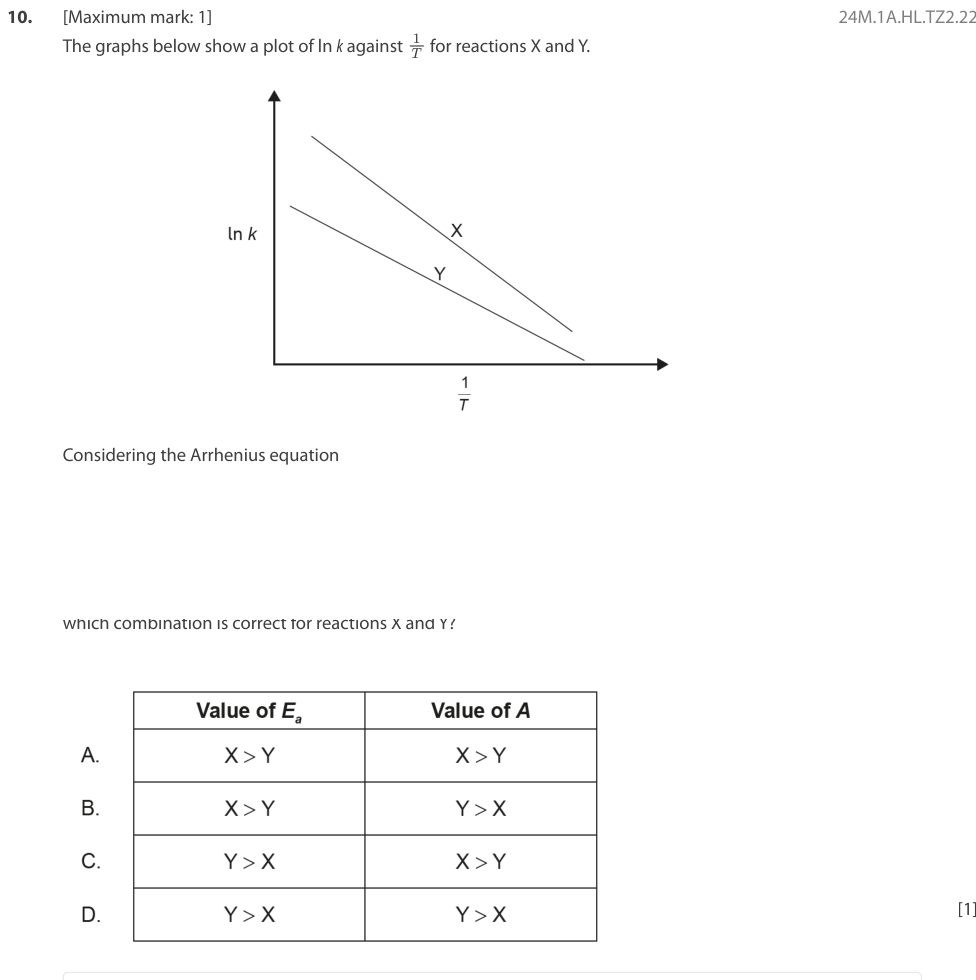 10. [Maximum mark: 1] 24M.1A.HL.TZ2.22
The graphs below show a plot of ln k against 1/T for reactions X and Y.
ln k
X
Y
1/T
Considering the Arrhenius equation
which combination is correct for reactions X and Y?
Value of Ea Value of A
A. X > Y X > Y
B. X > Y Y > X
C. Y > X X > Y
D. Y > X Y > X
[1]